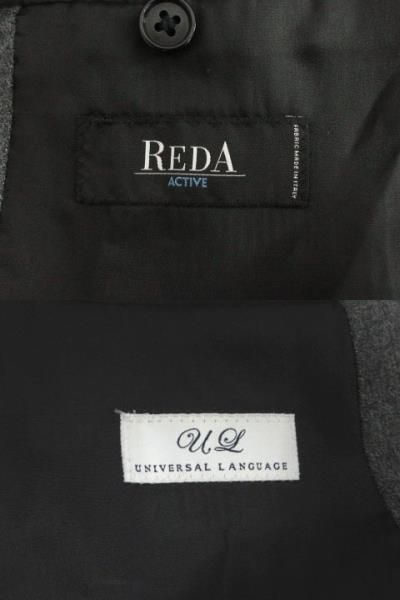 REDA
ACTIVE
FABRIC MADE IN ITALY
UL
UNIVERSAL LANGUAGE